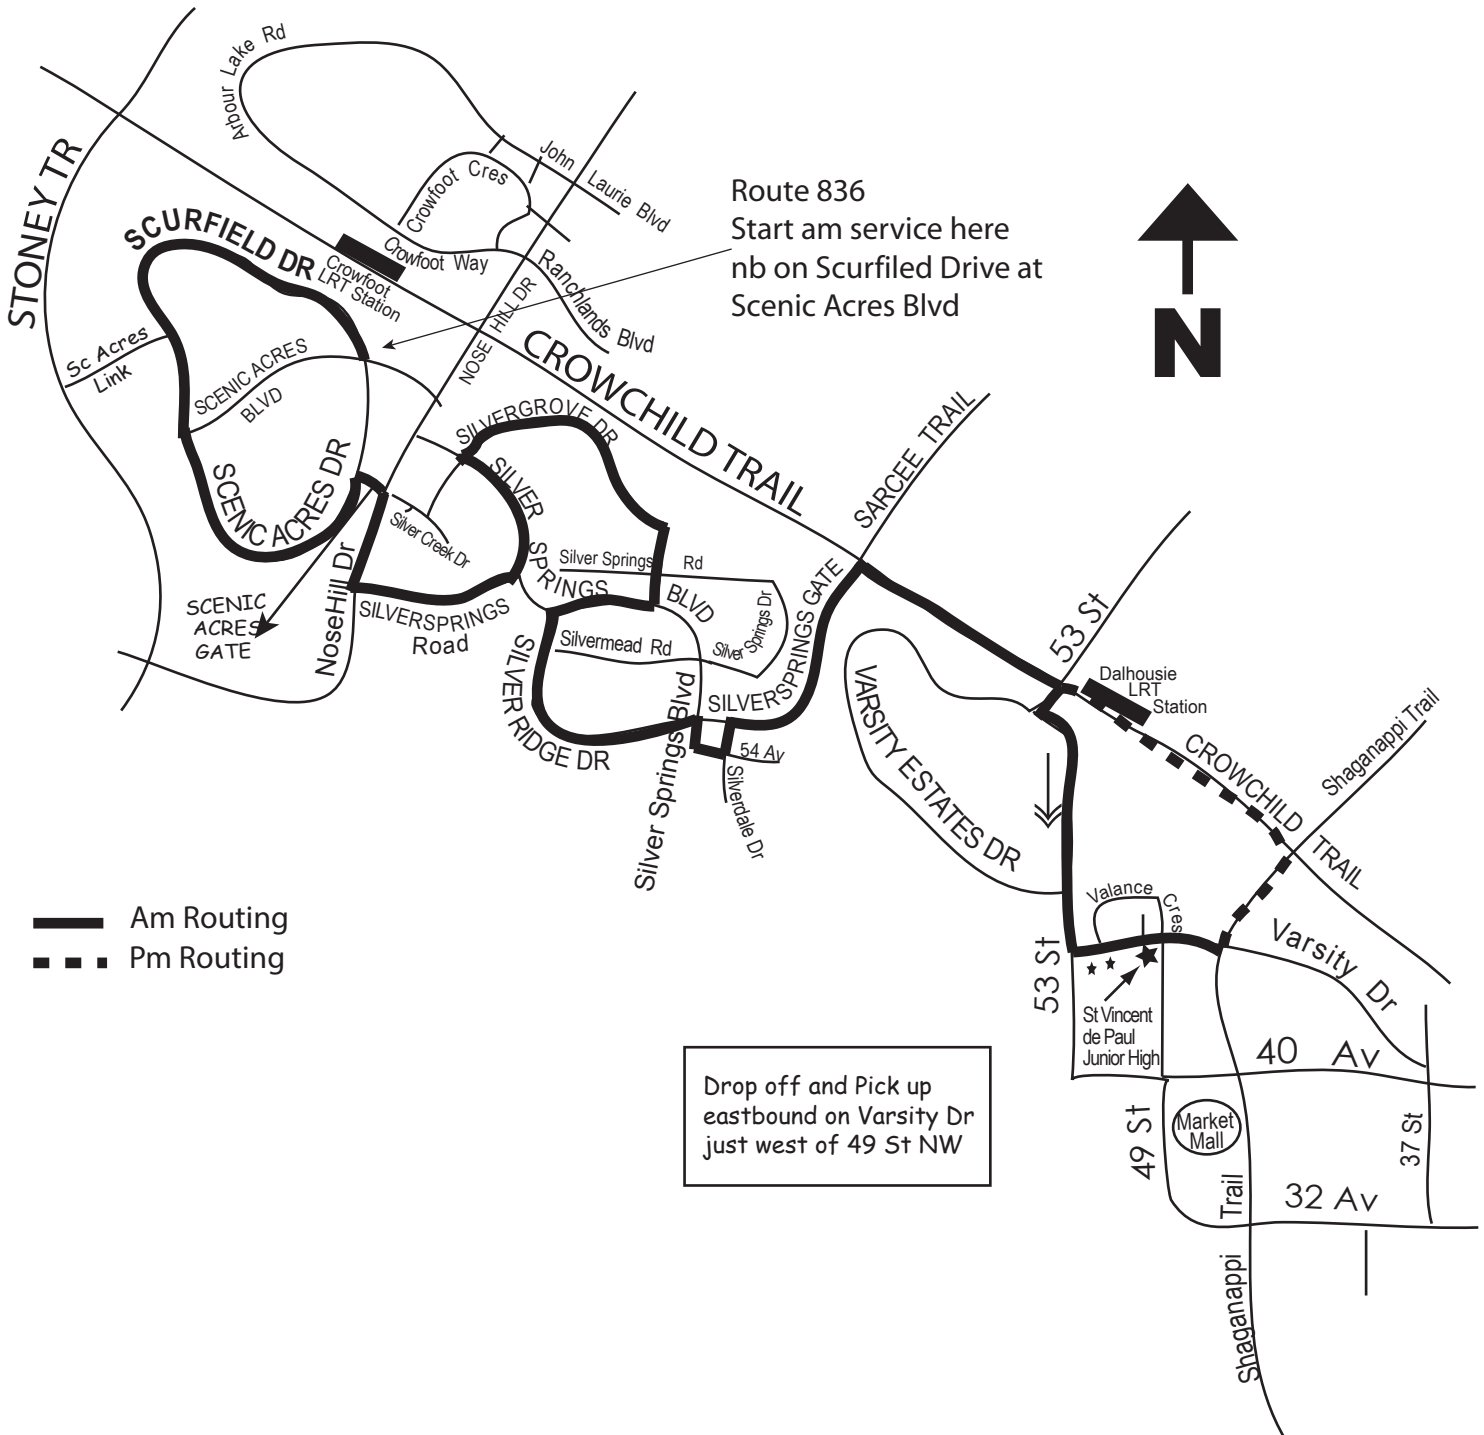 Arbour Lake Rd
John Laurie Blvd
Crowfoot Cres
STONEY TR
SCURFIELD DR
Crowfoot
LRT Station
Crowfoot Way
Ranchlands Blvd
Route 836
Start am service here
nb on Scurfiled Drive at
Scenic Acres Blvd
N
NOSE HILL DR
CROWCHILD TRAIL
Sc Acres
Link
SCENIC ACRES
BLVD
SCENIC ACRES DR
SILVERGROVE DR
SILVER
SPRINGS
BLVD
SARCEE TRAIL
Silver Creek Dr
Silver Springs Rd
Silver Springs Dr
SILVERSPRINGS GATE
SCENIC
ACRES
GATE
NoseHill Dr
SILVERSPRINGS
Road
Silvermead Rd
SILVER RIDGE DR
Silver Springs Blvd
54 Av
Silverdale Dr
VARSITY ESTATES DR
53 St
Dalhousie
LRT
Station
CROWCHILD TRAIL
Shaganappi Trail
Am Routing
Pm Routing
Valance Cres
Varsity Dr
53 St
St Vincent
de Paul
Junior High
40 Av
Drop off and Pick up
eastbound on Varsity Dr
just west of 49 St NW
49 St
Market
Mall
37 St
32 Av
Shaganappi Trail